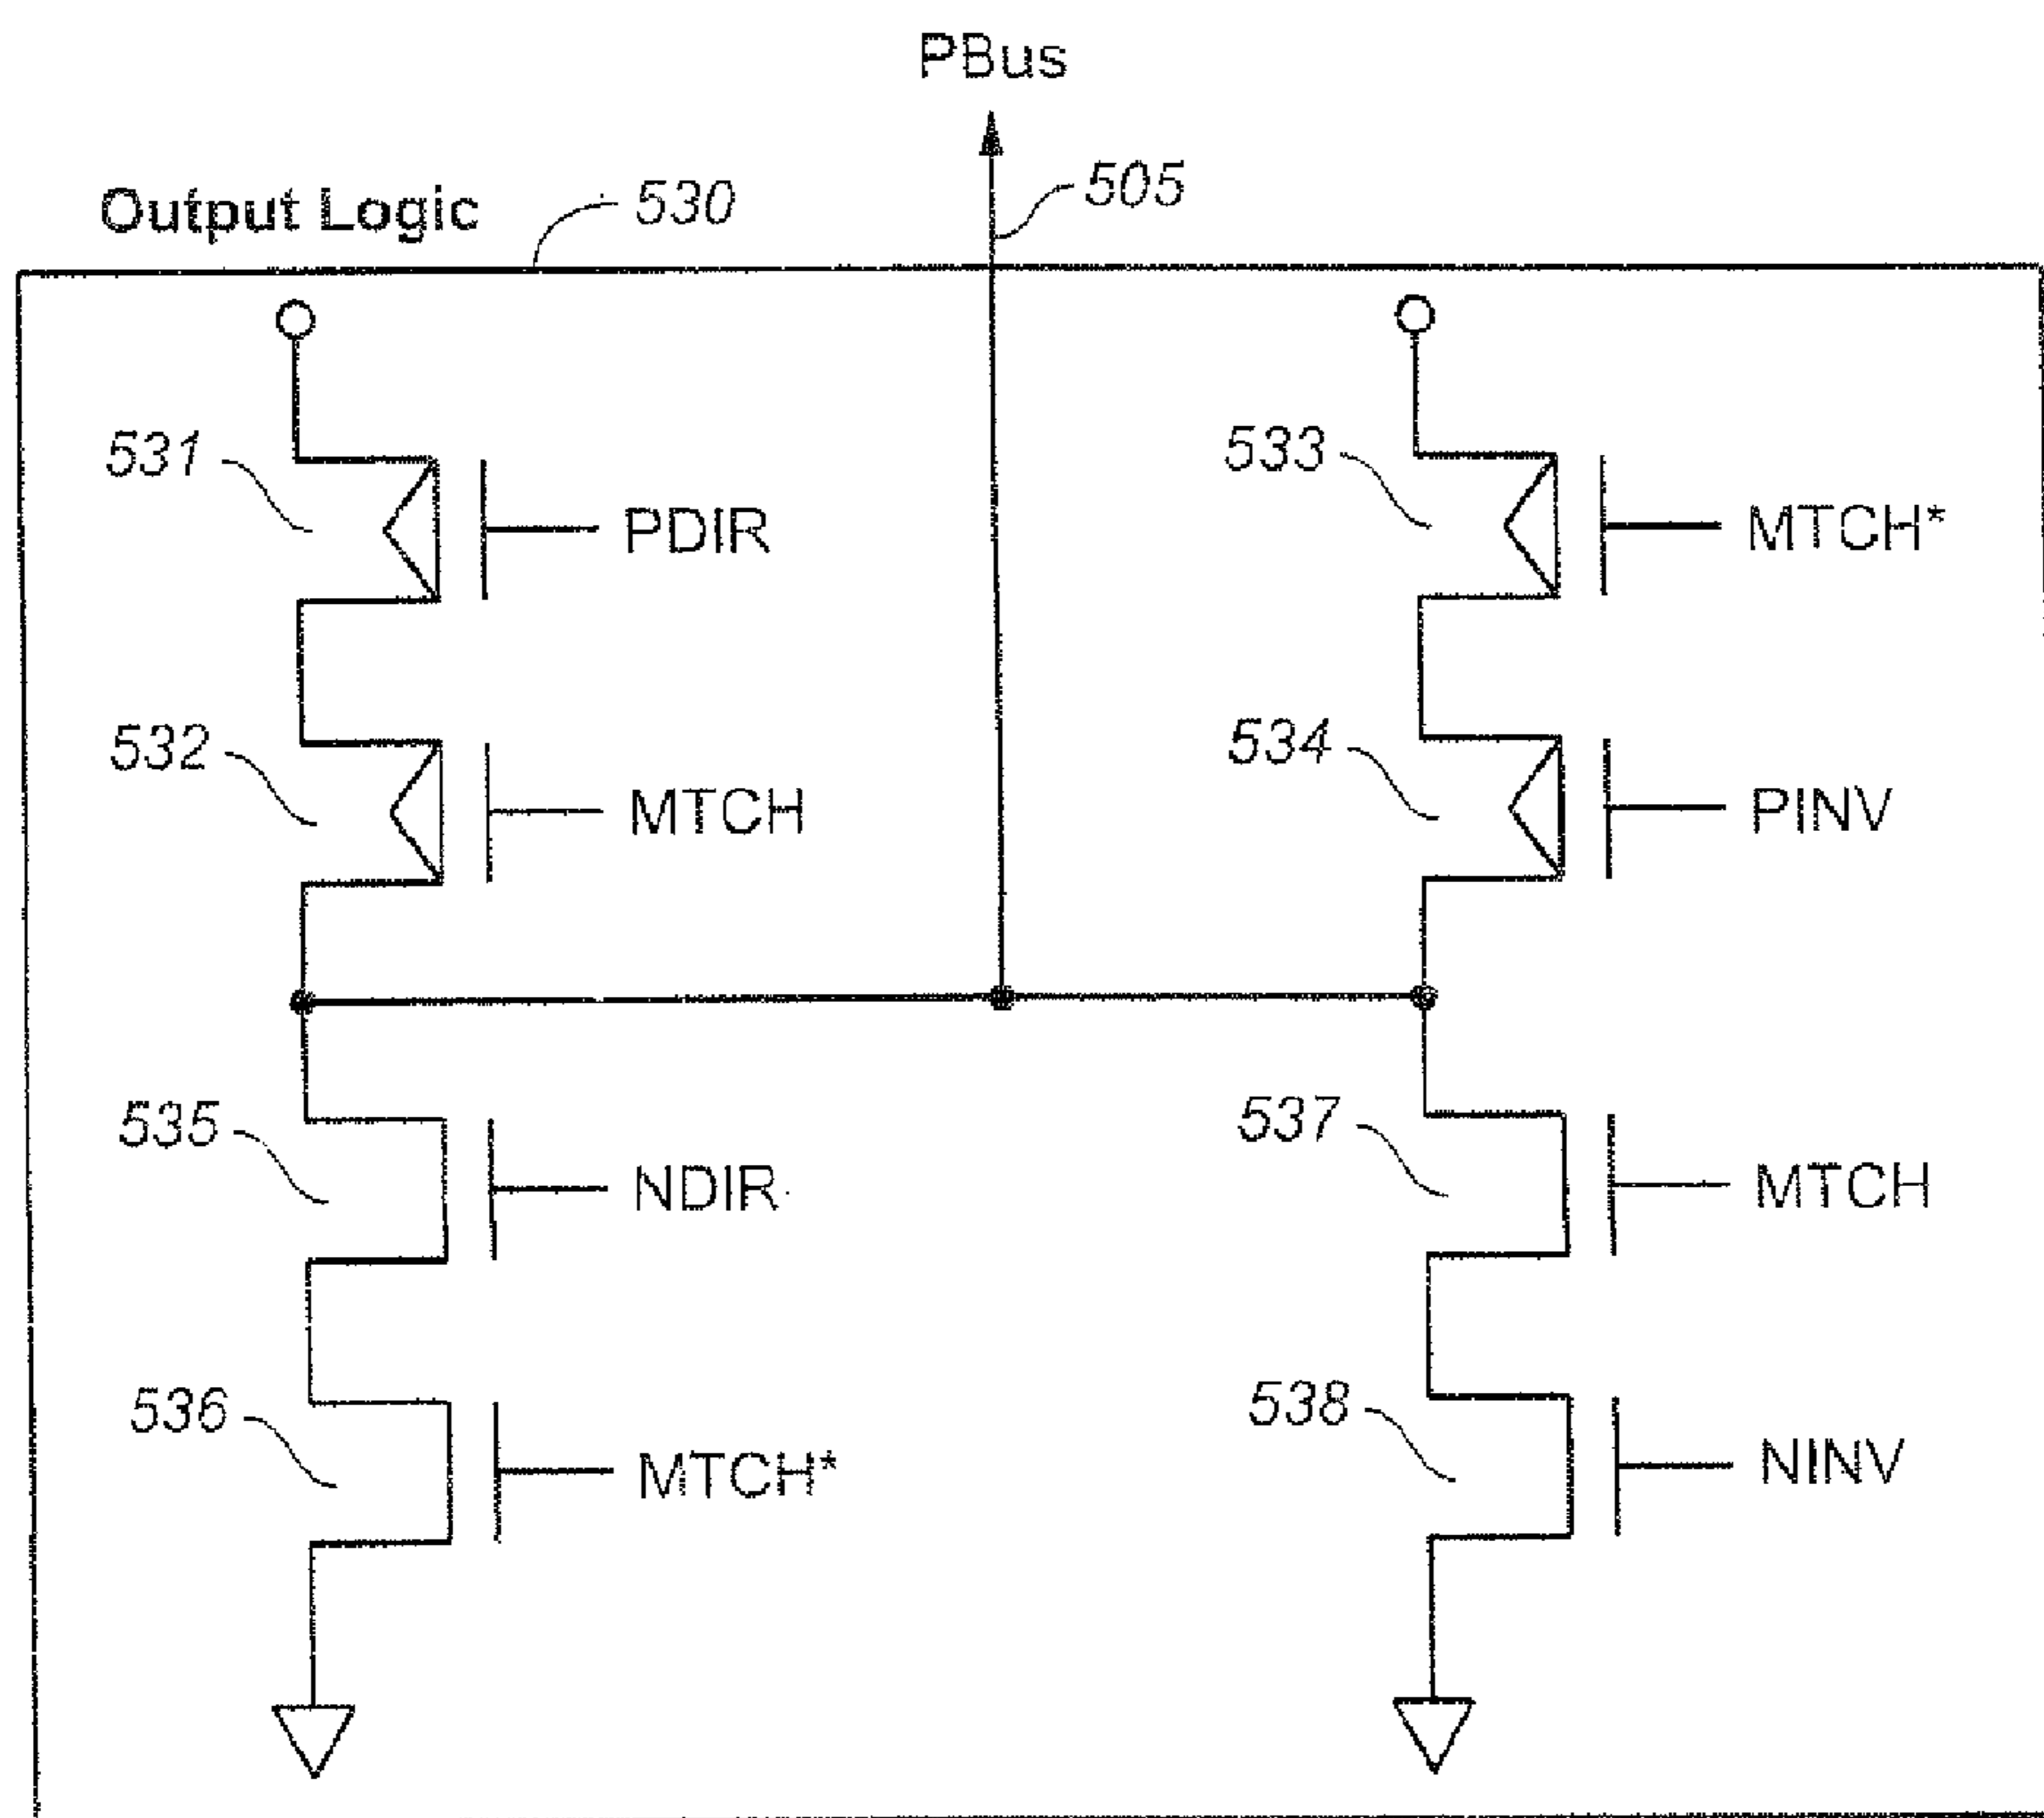 PBus
505
Output Logic 530
531 PDIR
533 MTCH*
532 MTCH
534 PINV
535 NDIR
537 MTCH
536 MTCH*
538 NINV